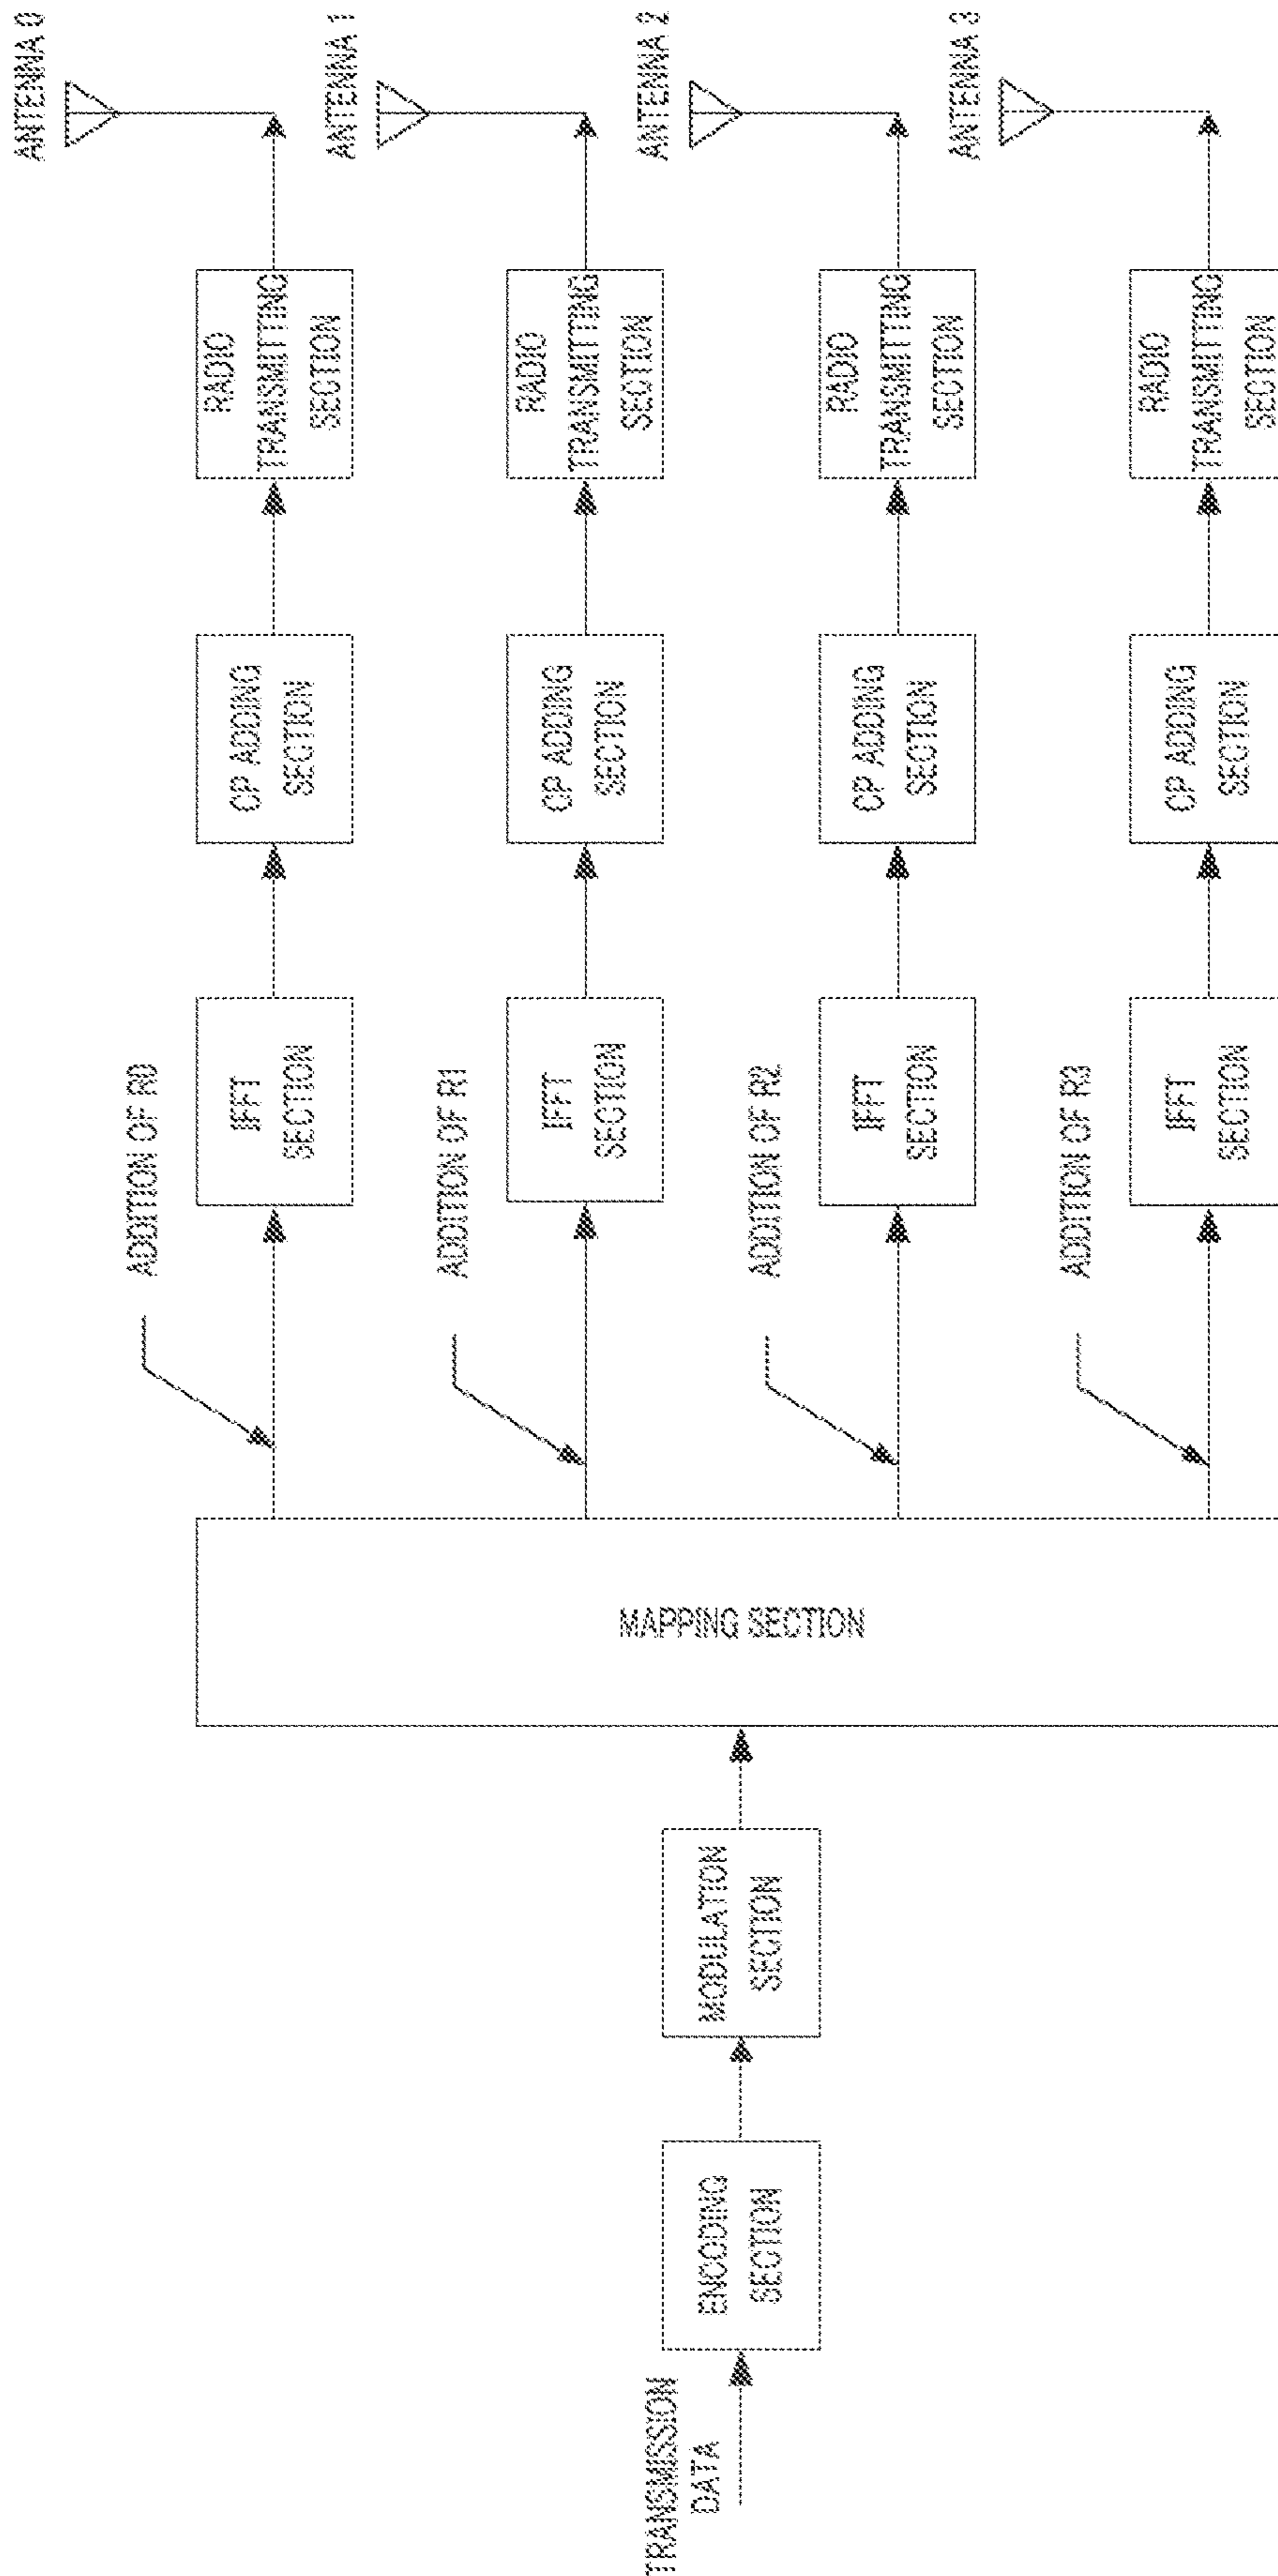 TRANSMISSION
DATA
ENCODING
SECTION
MODULATION
SECTION
MAPPING SECTION
ADDITION OF R0
IFFT
SECTION
CP ADDING
SECTION
RADIO
TRANSMITTING
SECTION
ANTENNA 0
ADDITION OF R1
IFFT
SECTION
CP ADDING
SECTION
RADIO
TRANSMITTING
SECTION
ANTENNA 1
ADDITION OF R2
IFFT
SECTION
CP ADDING
SECTION
RADIO
TRANSMITTING
SECTION
ANTENNA 2
ADDITION OF R3
IFFT
SECTION
CP ADDING
SECTION
RADIO
TRANSMITTING
SECTION
ANTENNA 3